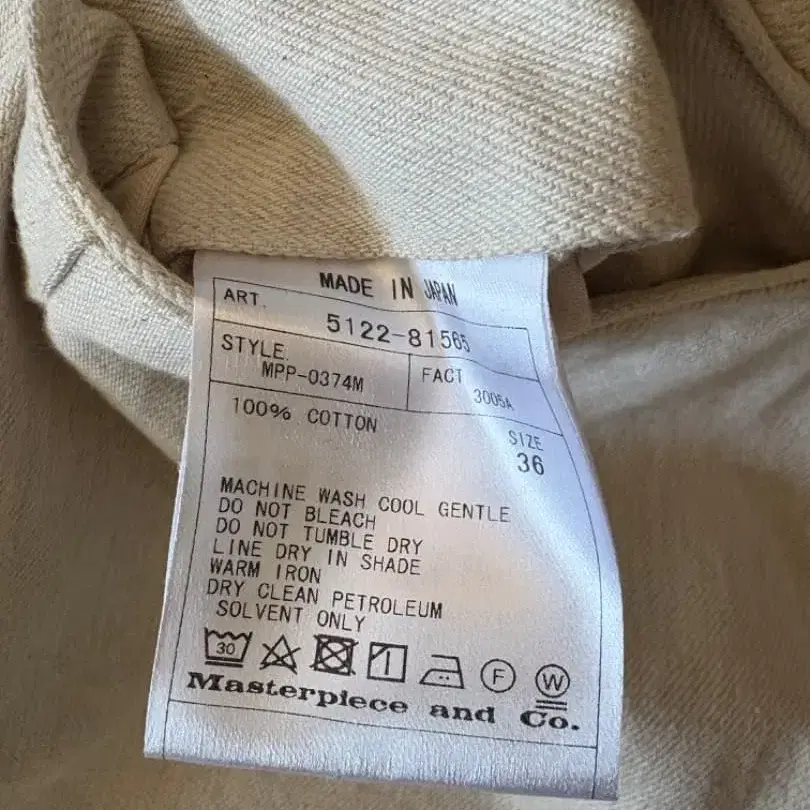 MADE IN JAPAN
ART.
5122-81565
STYLE.
MPP-0374M
FACT
3005A
100% COTTON
SIZE
36
MACHINE WASH COOL GENTLE
DO NOT BLEACH
DO NOT TUMBLE DRY
LINE DRY IN SHADE
WARM IRON
DRY CLEAN PETROLEUM
SOLVENT ONLY
30 F W
Masterpiece and Co.